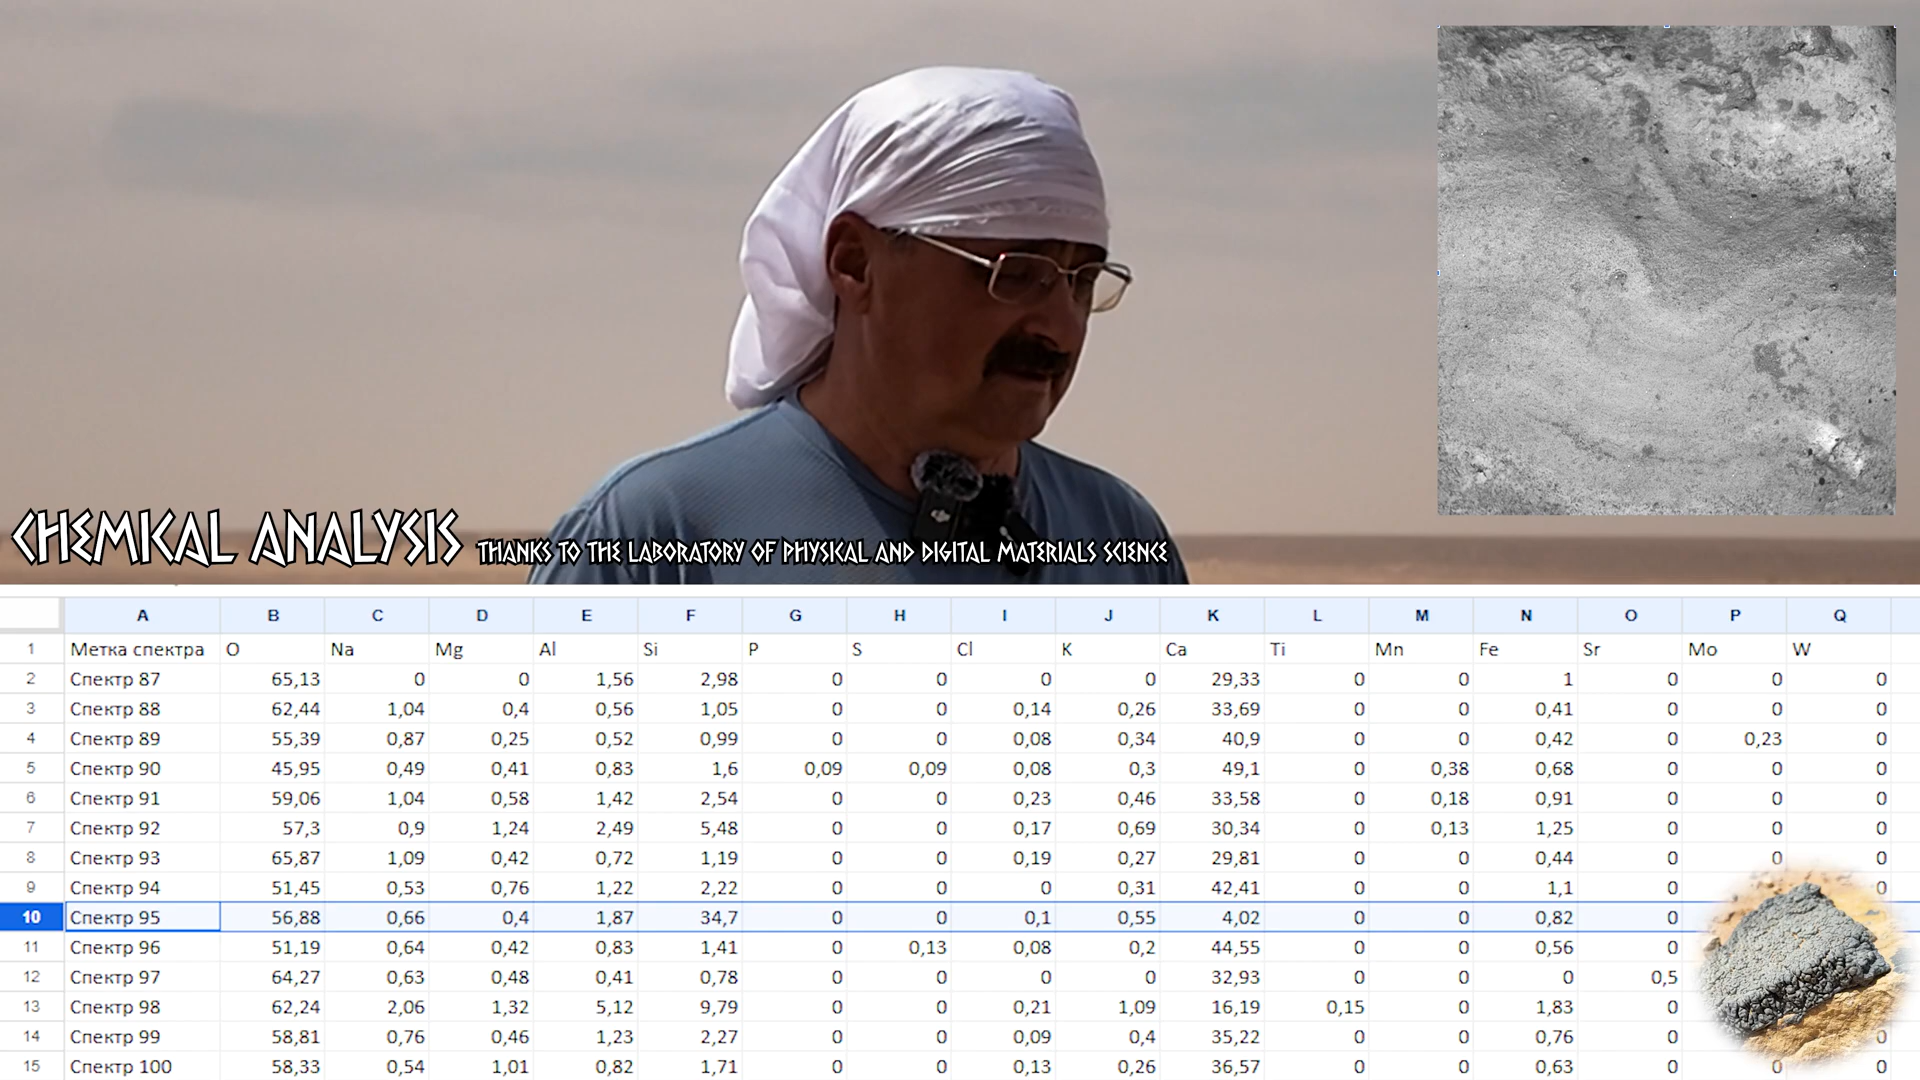 CHEMICAL ANALYSIS THANKS TO THE LABORATORY OF PHYSICAL AND DIGITAL MATERIALS SCIENCE
A B C D E F G H I J K L M N O P Q
1 Метка спектра O Na Mg Al Si P S Cl K Ca Ti Mn Fe Sr Mo W
2 Спектр 87 65,13 0 0 1,56 2,98 0 0 0 0 29,33 0 0 1 0 0 0
3 Спектр 88 62,44 1,04 0,4 0,56 1,05 0 0 0,14 0,26 33,69 0 0 0,41 0 0 0
4 Спектр 89 55,39 0,87 0,25 0,52 0,99 0 0 0,08 0,34 40,9 0 0 0,42 0 0,23 0
5 Спектр 90 45,95 0,49 0,41 0,83 1,6 0,09 0,09 0,08 0,3 49,1 0 0,38 0,68 0 0 0
6 Спектр 91 59,06 1,04 0,58 1,42 2,54 0 0 0,23 0,46 33,58 0 0,18 0,91 0 0 0
7 Спектр 92 57,3 0,9 1,24 2,49 5,48 0 0 0,17 0,69 30,34 0 0,13 1,25 0 0 0
8 Спектр 93 65,87 1,09 0,42 0,72 1,19 0 0 0,19 0,27 29,81 0 0 0,44 0 0 0
9 Спектр 94 51,45 0,53 0,76 1,22 2,22 0 0 0 0,31 42,41 0 0 1,1 0 0
10 Спектр 95 56,88 0,66 0,4 1,87 34,7 0 0 0,1 0,55 4,02 0 0 0,82 0
11 Спектр 96 51,19 0,64 0,42 0,83 1,41 0 0,13 0,08 0,2 44,55 0 0 0,56 0
12 Спектр 97 64,27 0,63 0,48 0,41 0,78 0 0 0 0 32,93 0 0 0 0,5
13 Спектр 98 62,24 2,06 1,32 5,12 9,79 0 0 0,21 1,09 16,19 0,15 0 1,83 0
14 Спектр 99 58,81 0,76 0,46 1,23 2,27 0 0 0,09 0,4 35,22 0 0 0,76 0 0
15 Спектр 100 58,33 0,54 1,01 0,82 1,71 0 0 0,13 0,26 36,57 0 0 0,63 0 0 0